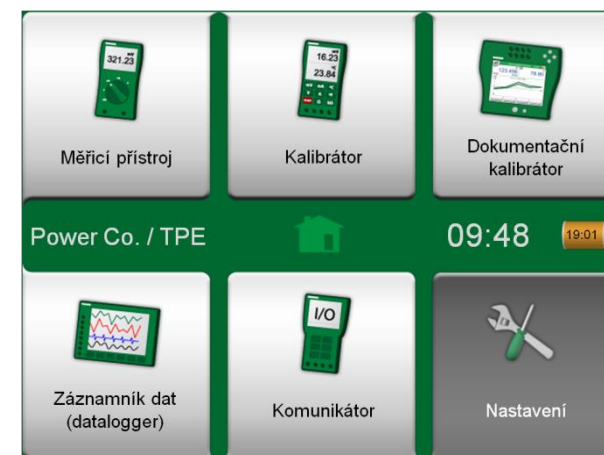 321.23
16.23
23.84
Měřicí přístroj
Kalibrátor
Dokumentační
kalibrátor
Power Co. / TPE
09:48
19:01
I/O
Záznamník dat
(datalogger)
Komunikátor
Nastavení